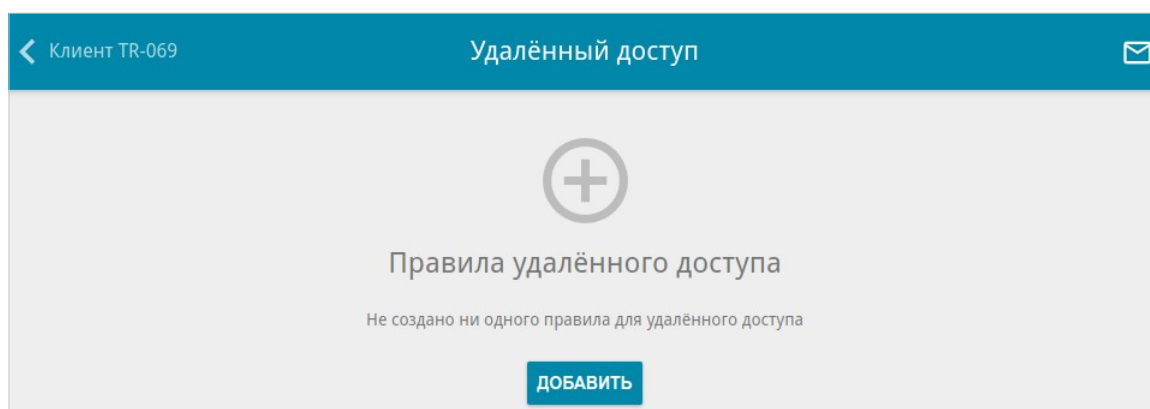 Клиент TR-069
Удалённый доступ
Правила удалённого доступа
Не создано ни одного правила для удалённого доступа
ДОБАВИТЬ